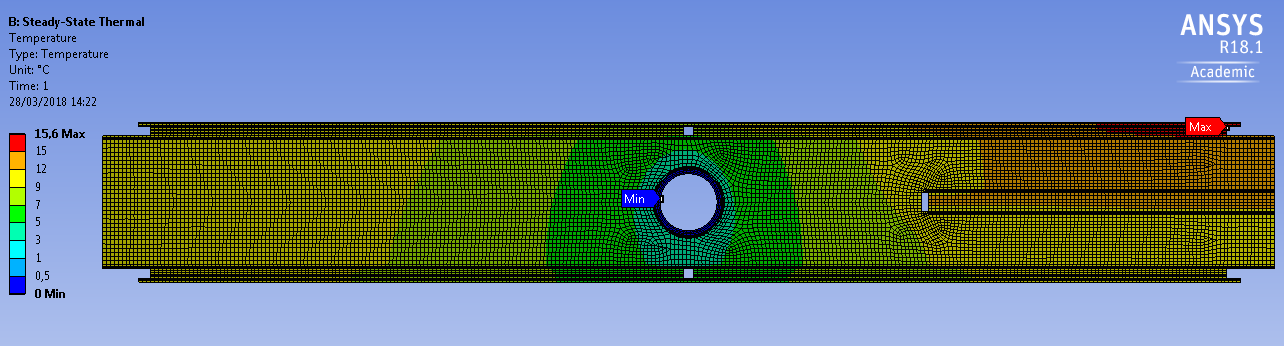 B: Steady-State Thermal
Temperature
Type: Temperature
Unit: °C
Time: 1
28/03/2018 14:22
ANSYS
R18.1
Academic
15,6 Max
15
12
9
7
5
3
1
0,5
0 Min
Max
Min